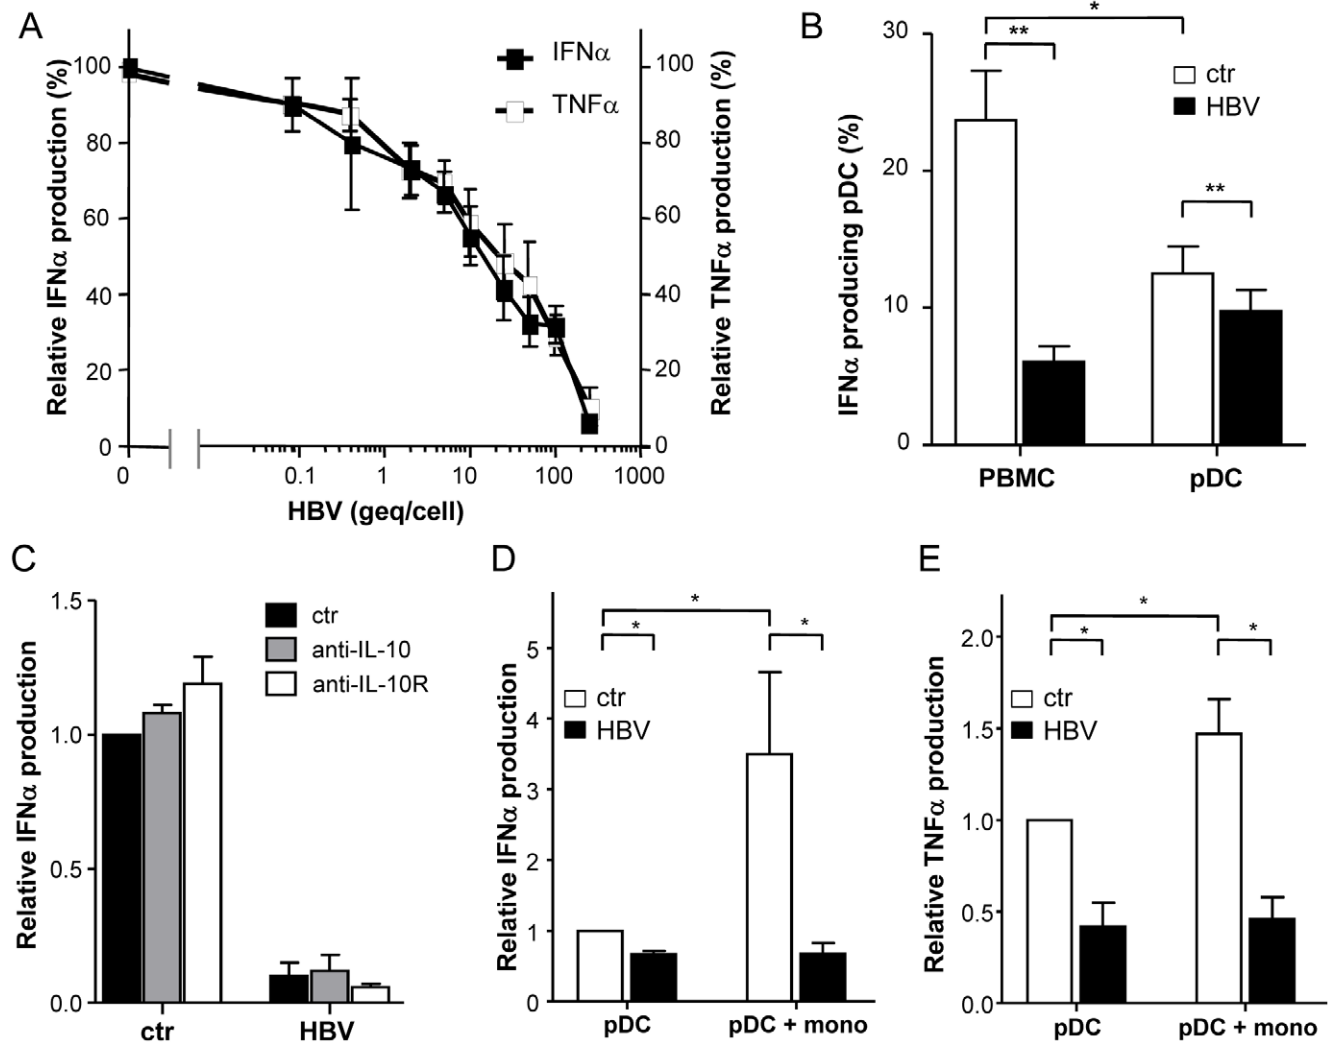 A
IFNα
TNFα
Relative IFNα production (%)
100
80
60
40
20
0
Relative TNFα production (%)
100
80
60
40
20
0
0 0.1 1 10 100 1000
HBV (geq/cell)
B
*
**
**
ctr
HBV
IFNα producing pDC (%)
30
20
10
0
PBMC pDC
C
ctr
anti-IL-10
anti-IL-10R
Relative IFNα production
1.5
1.0
0.5
0.0
ctr HBV
D
*
* *
ctr
HBV
Relative IFNα production
5
4
3
2
1
0
pDC pDC + mono
E
*
* *
ctr
HBV
Relative TNFα production
2.0
1.5
1.0
0.5
0.0
pDC pDC + mono